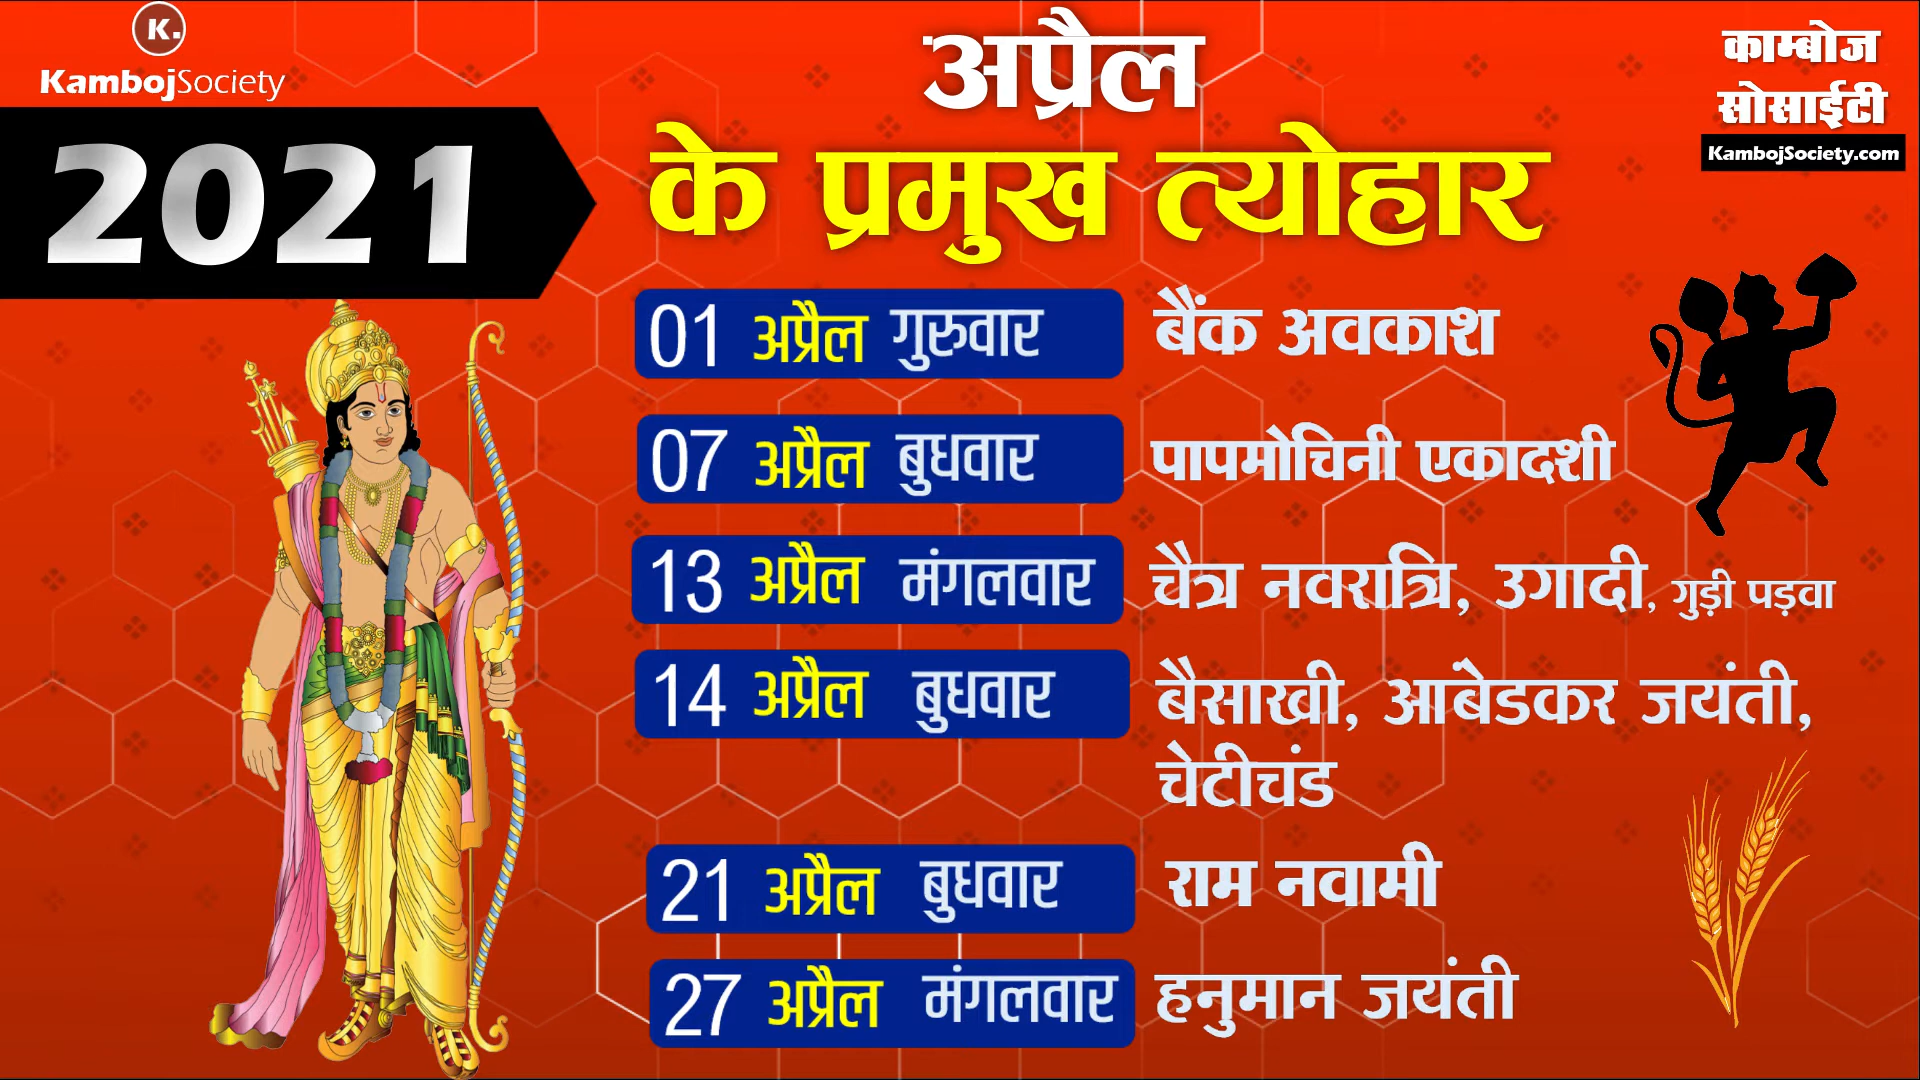 K.
KambojSociety
2021
अप्रैल
के प्रमुख त्योहार
काम्बोज
सोसाईटी
KambojSociety.com
01 अप्रैल गुरुवार बैंक अवकाश
07 अप्रैल बुधवार पापमोचिनी एकादशी
13 अप्रैल मंगलवार चैत्र नवरात्रि, उगादी, गुड़ी पड़वा
14 अप्रैल बुधवार बैसाखी, आबेडकर जयंती,
चेटीचंड
21 अप्रैल बुधवार राम नवामी
27 अप्रैल मंगलवार हनुमान जयंती